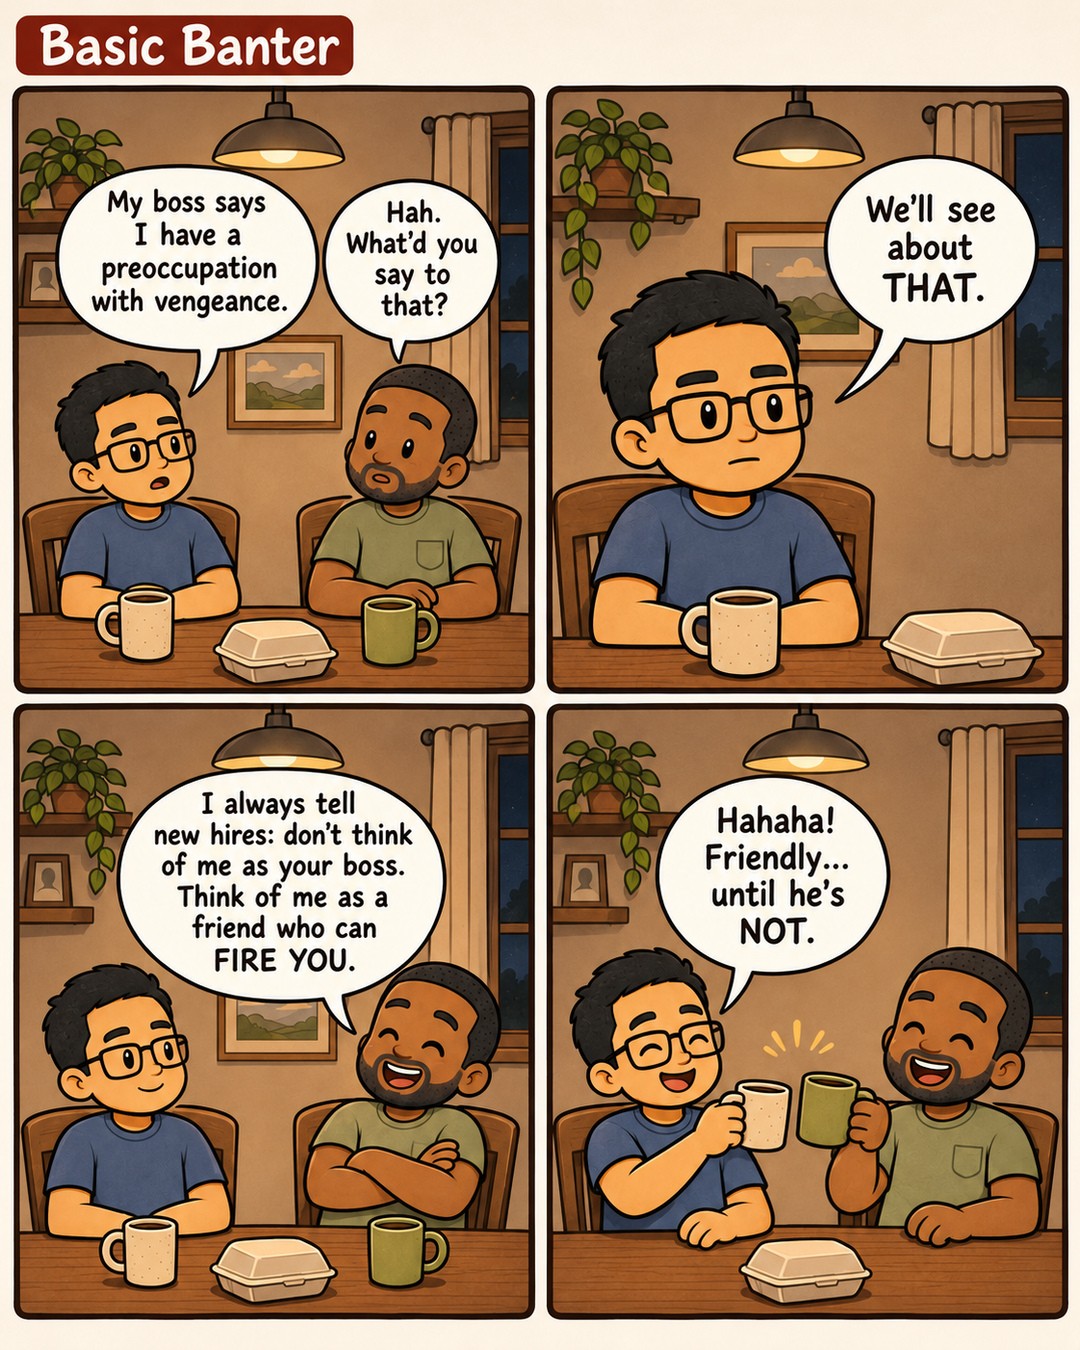 Basic Banter
My boss says
I have a
preoccupation
with vengeance.
Hah.
What'd you
say to
that?
We'll see
about
THAT.
I always tell
new hires: don't think
of me as your boss.
Think of me as a
friend who can
FIRE YOU.
Hahaha!
Friendly...
until he's
NOT.